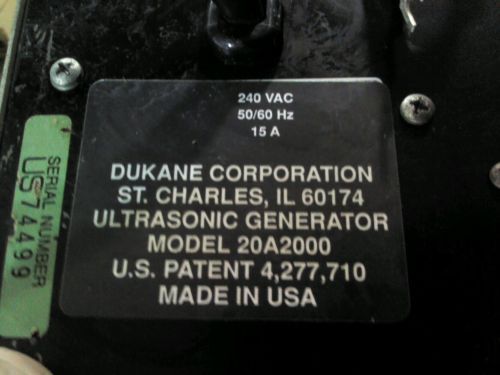 240 VAC
50/60 Hz
15 A
DUKANE CORPORATION
ST. CHARLES, IL 60174
ULTRASONIC GENERATOR
MODEL 20A2000
U.S. PATENT 4,277,710
MADE IN USA
SERIAL NUMBER
US74499